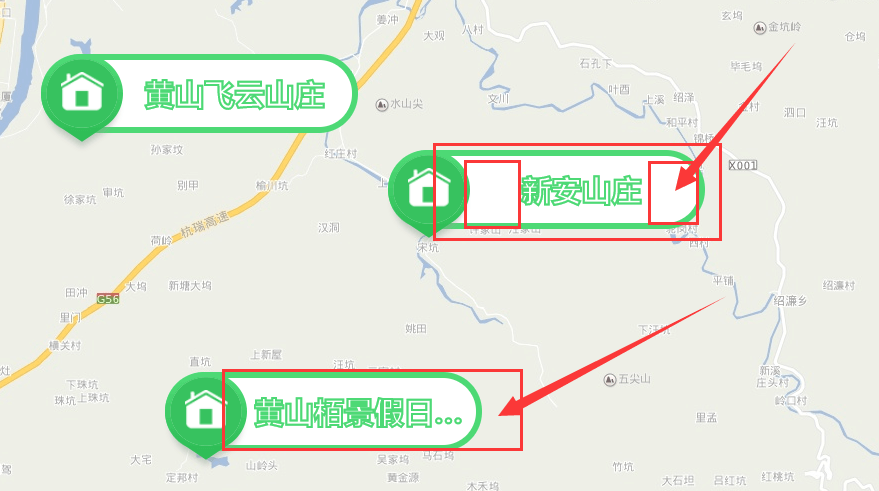 口
姜冲
大观
八村
玄坞
金坑岭
仓坞
石孔下
毕毛坞
黄山飞云山庄
水山尖
文川
叶酉
上溪
绍泽
泗口
和平村
汪坑
孙家坟
红庄村
X001
新安山庄
徐家坑
审坑
别甲
榆川坑
汉洞
杭瑞高速
荷岭
宋坑
西村
平铺
田冲
G56
大坞
新塘大坞
绍濂乡
绍濂村
里门
姚田
下汪坑
横关村
上新屋
直坑
汪坑
灶
五尖山
新溪
庄头村
下珠坑
珠坑
上珠坑
岭口村
黄山栢景假日...
里孟
大宅
山岭头
吴家坞
马石坞
驾
定邦村
黄金源
木禾坞
竹坑
大石坦
吕红坑
红桃坑